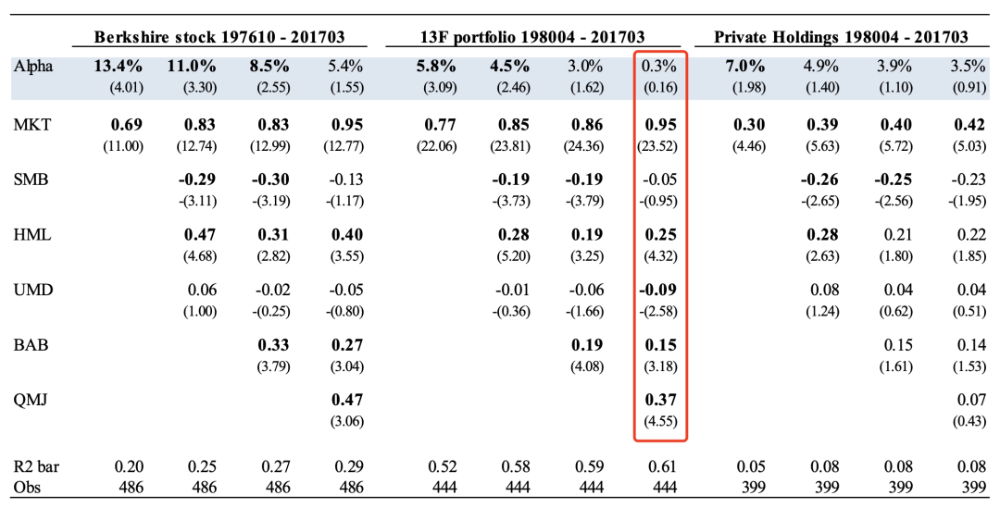 Berkshire stock 197610 - 201703 13F portfolio 198004 - 201703 Private Holdings 198004 - 201703
Alpha 13.4% 11.0% 8.5% 5.4% 5.8% 4.5% 3.0% 0.3% 7.0% 4.9% 3.9% 3.5%
(4.01) (3.30) (2.55) (1.55) (3.09) (2.46) (1.62) (0.16) (1.98) (1.40) (1.10) (0.91)
MKT 0.69 0.83 0.83 0.95 0.77 0.85 0.86 0.95 0.30 0.39 0.40 0.42
(11.00) (12.74) (12.99) (12.77) (22.06) (23.81) (24.36) (23.52) (4.46) (5.63) (5.72) (5.03)
SMB -0.29 -0.30 -0.13 -0.19 -0.19 -0.05 -0.26 -0.25 -0.23
-(3.11) -(3.19) -(1.17) -(3.73) -(3.79) -(0.95) -(2.65) -(2.56) -(1.95)
HML 0.47 0.31 0.40 0.28 0.19 0.25 0.28 0.21 0.22
(4.68) (2.82) (3.55) (5.20) (3.25) (4.32) (2.63) (1.80) (1.85)
UMD 0.06 -0.02 -0.05 -0.01 -0.06 -0.09 0.08 0.04 0.04
(1.00) -(0.25) -(0.80) -(0.36) -(1.66) -(2.58) (1.24) (0.62) (0.51)
BAB 0.33 0.27 0.19 0.15 0.15 0.14
(3.79) (3.04) (4.08) (3.18) (1.61) (1.53)
QMJ 0.47 0.37 0.07
(3.06) (4.55) (0.43)
R2 bar 0.20 0.25 0.27 0.29 0.52 0.58 0.59 0.61 0.05 0.08 0.08 0.08
Obs 486 486 486 486 444 444 444 444 399 399 399 399